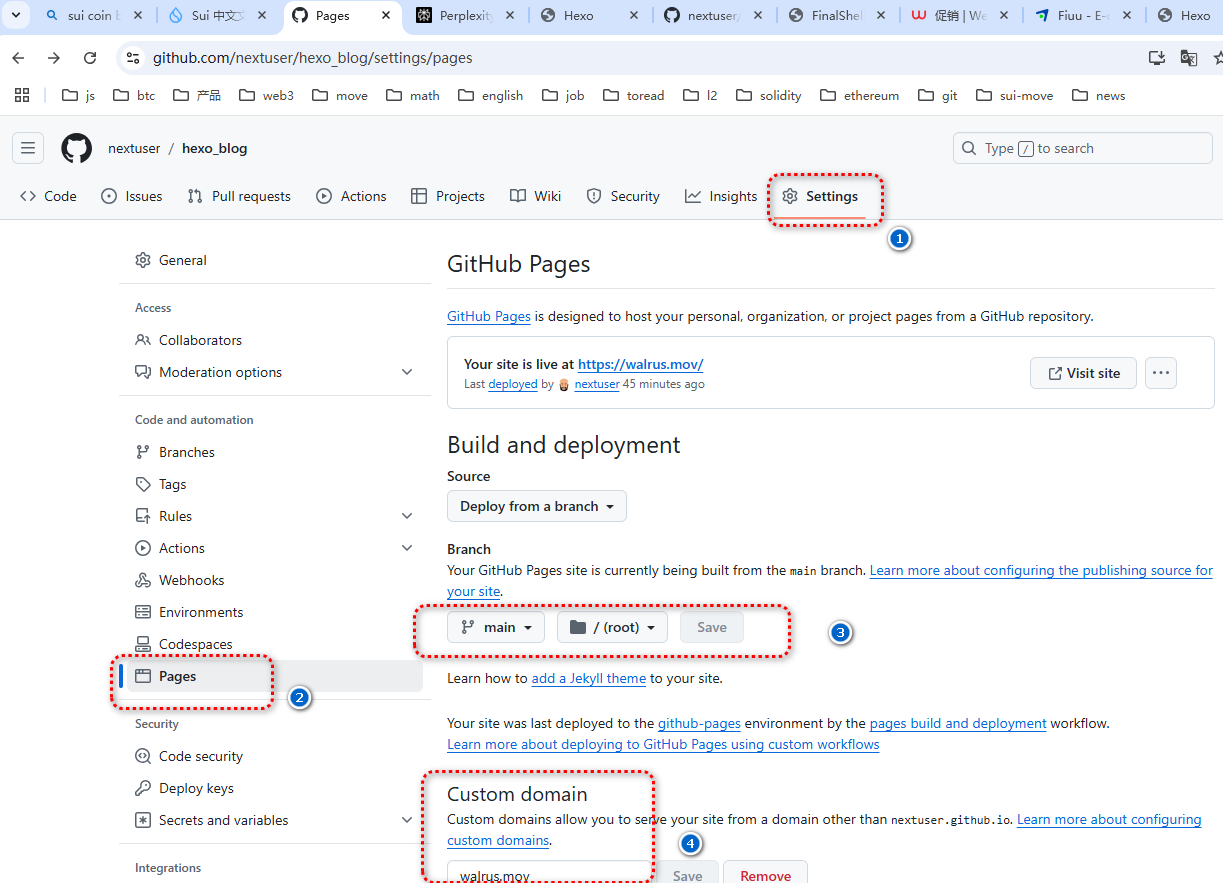 sui coin b
Sui 中文
Pages
Perplexity
Hexo
nextuser/
FinalShel
促销 | We
Fiuu - E-
Hexo
github.com/nextuser/hexo_blog/settings/pages
js btc 产品 web3 move math english job toread l2 solidity ethereum git sui-move news
nextuser / hexo_blog
Type / to search
Code Issues Pull requests Actions Projects Wiki Security Insights Settings
1
General
Access
Collaborators
Moderation options
Code and automation
Branches
Tags
Rules
Actions
Webhooks
Environments
Codespaces
Pages
2
Security
Code security
Deploy keys
Secrets and variables
Integrations
GitHub Pages
GitHub Pages is designed to host your personal, organization, or project pages from a GitHub repository.
Your site is live at https://walrus.mov/
Last deployed by nextuser 45 minutes ago
Visit site
Build and deployment
Source
Deploy from a branch
Branch
Your GitHub Pages site is currently being built from the main branch. Learn more about configuring the publishing source for
your site.
main / (root) Save
3
Learn how to add a Jekyll theme to your site.
Your site was last deployed to the github-pages environment by the pages build and deployment workflow.
Learn more about deploying to GitHub Pages using custom workflows
Custom domain
Custom domains allow you to serve your site from a domain other than nextuser.github.io. Learn more about configuring
custom domains.
4
walrus.mov Save Remove